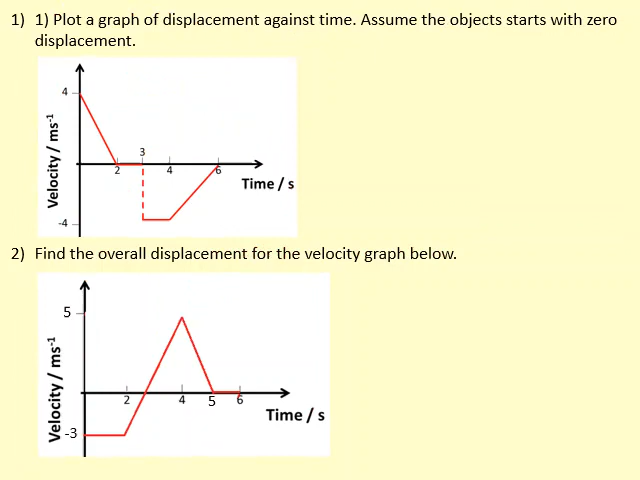 1) 1) Plot a graph of displacement against time. Assume the objects starts with zero
displacement.
4
Velocity / ms-1
3
2
4
6
Time / s
-4
2) Find the overall displacement for the velocity graph below.
5
Velocity / ms-1
2
4
5
6
Time / s
-3